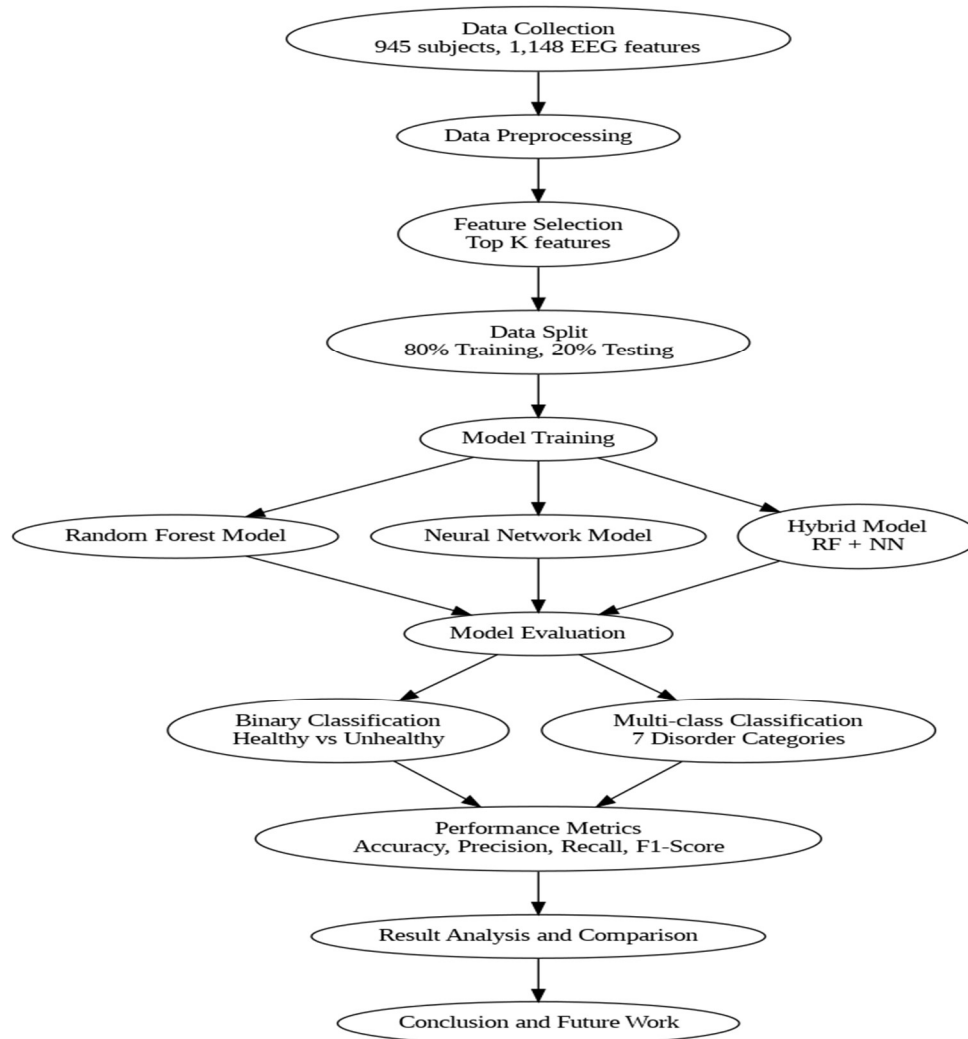 Data Collection
945 subjects, 1,148 EEG features
Data Preprocessing
Feature Selection
Top K features
Data Split
80% Training, 20% Testing
Model Training
Random Forest Model
Neural Network Model
Hybrid Model
RF + NN
Model Evaluation
Binary Classification
Healthy vs Unhealthy
Multi-class Classification
7 Disorder Categories
Performance Metrics
Accuracy, Precision, Recall, F1-Score
Result Analysis and Comparison
Conclusion and Future Work